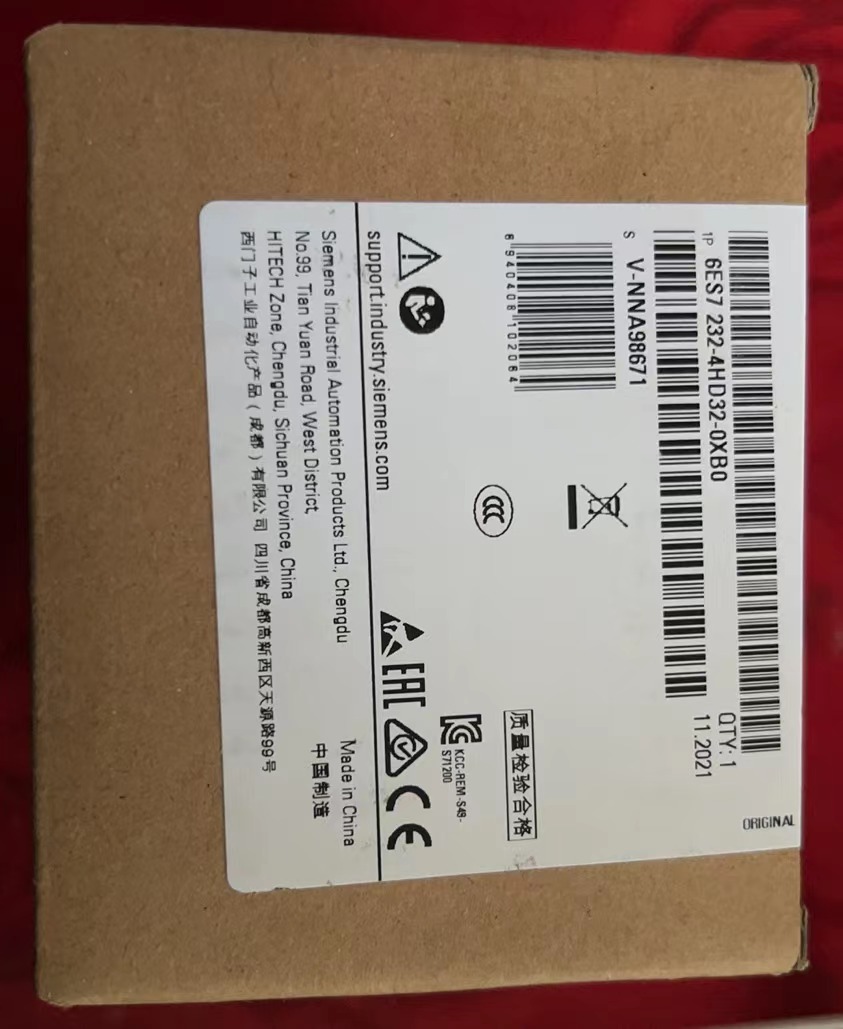 ORIGINAL
1P 6ES7 232-4HD32-0XB0
QTY: 1
11.2021
S V-NNA98671
6 940408 102084
质量检验合格
KCC-REM-S49-
S71200
EAC
CE
support.industry.siemens.com
Siemens Industrial Automation Products Ltd., Chengdu
No.99, Tian Yuan Road, West District,
HITECH Zone, Chengdu, Sichuan Province, China
西门子工业自动化产品（成都）有限公司 四川省成都高新西区天源路99号
Made in China
中国制造